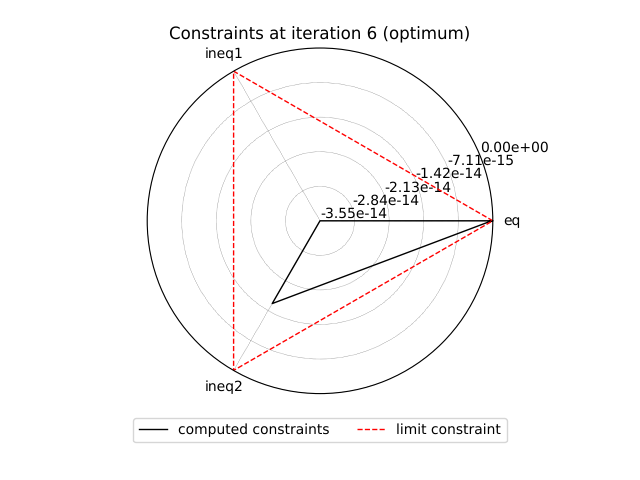 Constraints at iteration 6 (optimum)
ineq1
0.00e+00
-7.11e-15
-1.42e-14
-2.13e-14
-2.84e-14
-3.55e-14
eq
ineq2
computed constraints
limit constraint